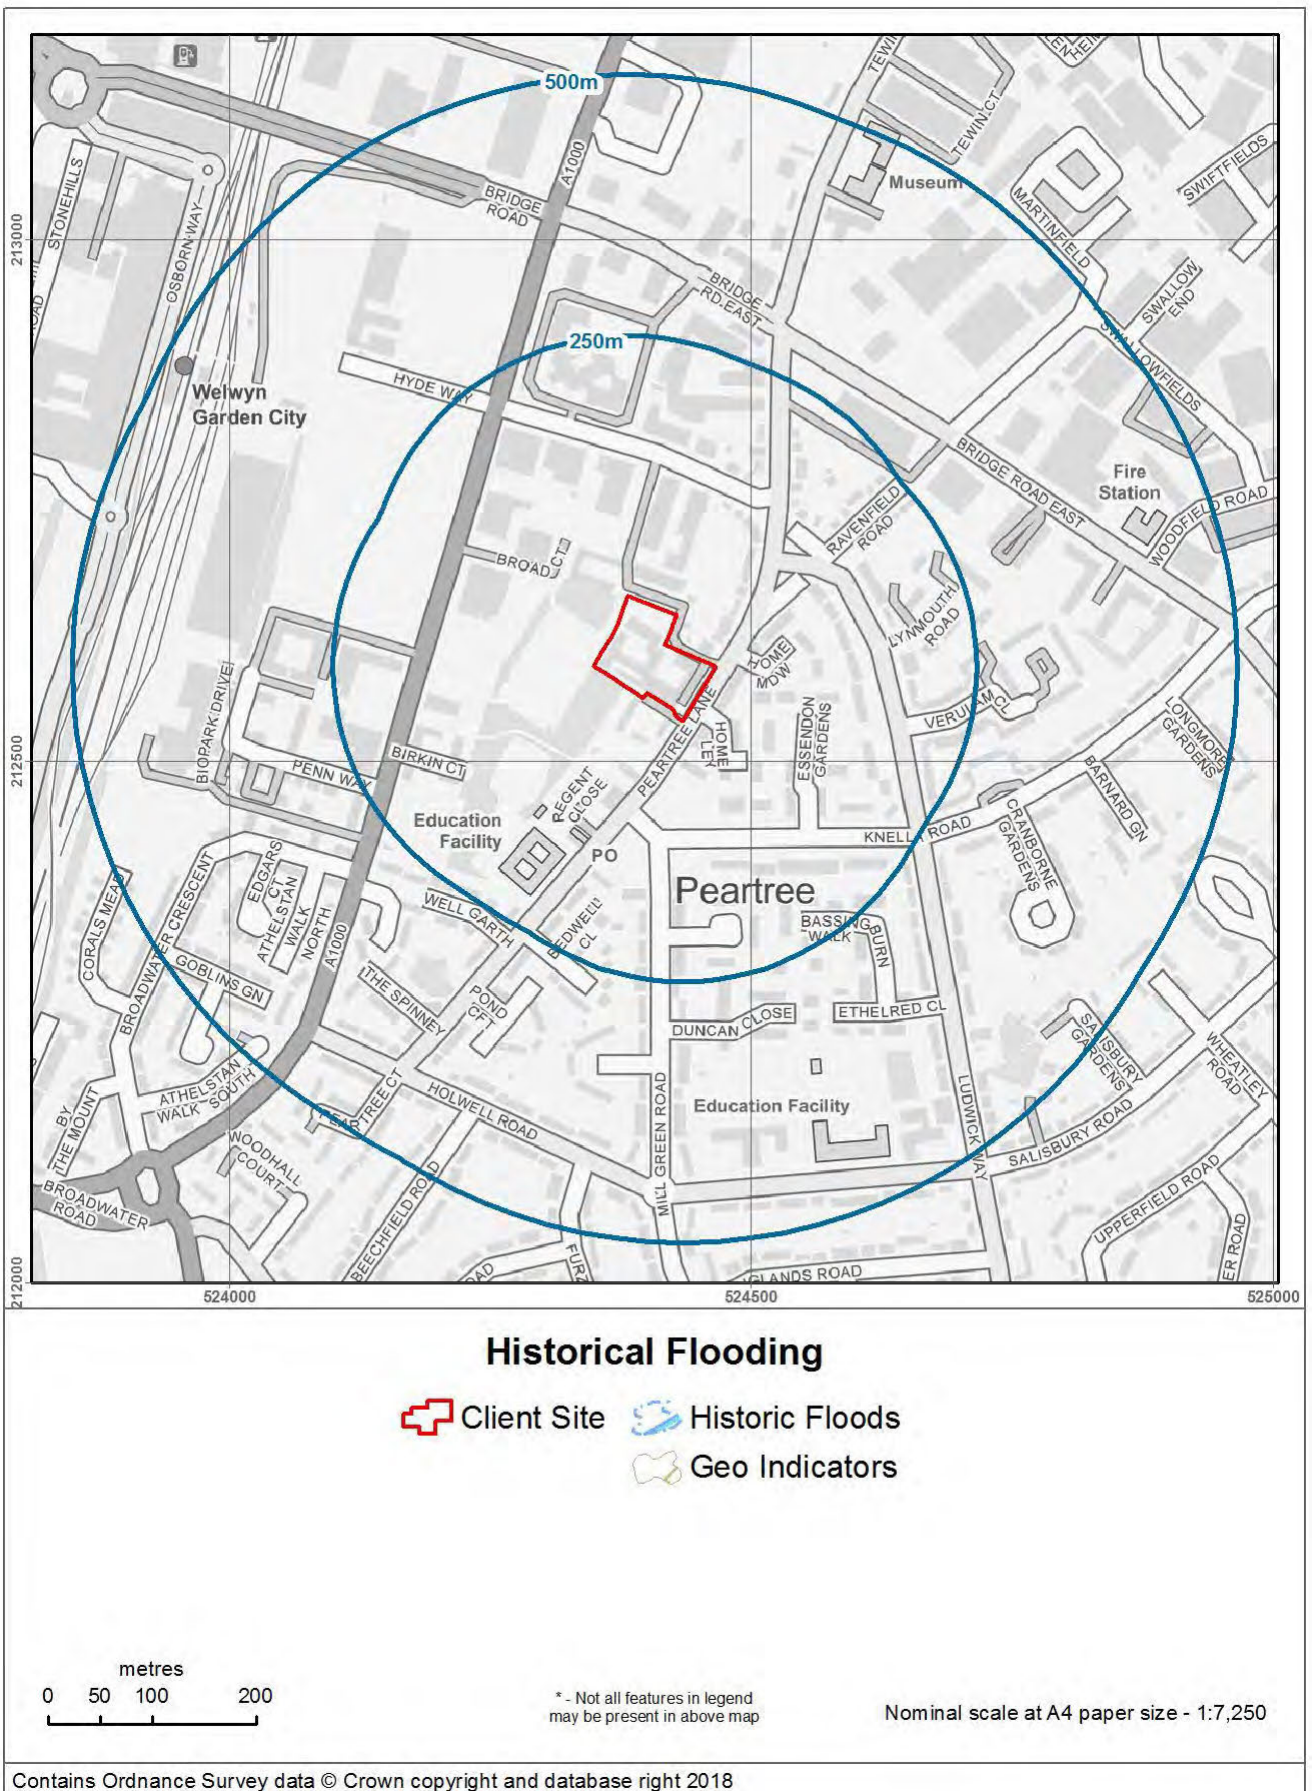 500m
A1000
TEWIN CT
Museum
SWIFTFIELDS
MARTINFIELD
STONEHILLS
OSBORN WAY
BRIDGE
ROAD
213000
BRIDGE
RD EAST
SWALLOW
END
SWALLOWFIELDS
250m
Welwyn
Garden City
HYDE WAY
BRIDGE ROAD EAST
Fire
Station
WOODFIELD ROAD
RAVENFIELD
ROAD
BROAD CT
LYNMOUTH
ROAD
HOME
MDW
BIOPARK DRIVE
PEARTREE LANE
HOME
LEY
ESSENDON
GARDENS
VERULAM CL
LONGMORE
GARDENS
212500
PENN WAY
BIRKIN CT
REGENT
CLOSE
Education
Facility
PO
KNELL ROAD
CRANBORNE
GARDENS
BARNARD GN
EDGARS
CT
ATHELSTAN
WALK
NORTH
CORALS MEAD
BROADWATER CRESCENT
A1000
WELL GARTH
BEDWELL
CL
Peartree
BASSING
WALK
BURN
GOBLINS GN
THE SPINNEY
POND
CFT
DUNCAN CLOSE
ETHELRED CL
SALISBURY
GARDENS
WHEATLEY
ROAD
ATHELSTAN
WALK SOUTH
BY
THE MOUNT
PEARTREE CT
HOLWELL ROAD
MILL GREEN ROAD
Education Facility
LUDWICK WAY
SALISBURY ROAD
WOODHALL
COURT
BROADWATER
ROAD
BEECHFIELD ROAD
UPPERFIELD ROAD
FURZ
OAD
GLANDS ROAD
ER ROAD
212000
524000
524500
525000
Historical Flooding
Client Site
Historic Floods
Geo Indicators
metres
0 50 100 200
* - Not all features in legend
may be present in above map
Nominal scale at A4 paper size - 1:7,250
Contains Ordnance Survey data © Crown copyright and database right 2018